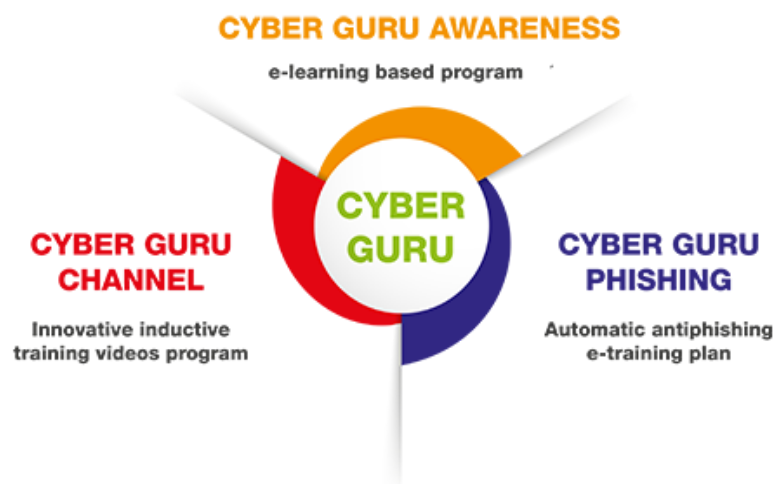 CYBER GURU AWARENESS
e-learning based program
CYBER
GURU
CYBER GURU
CHANNEL
Innovative inductive
training videos program
CYBER GURU
PHISHING
Automatic antiphishing
e-training plan